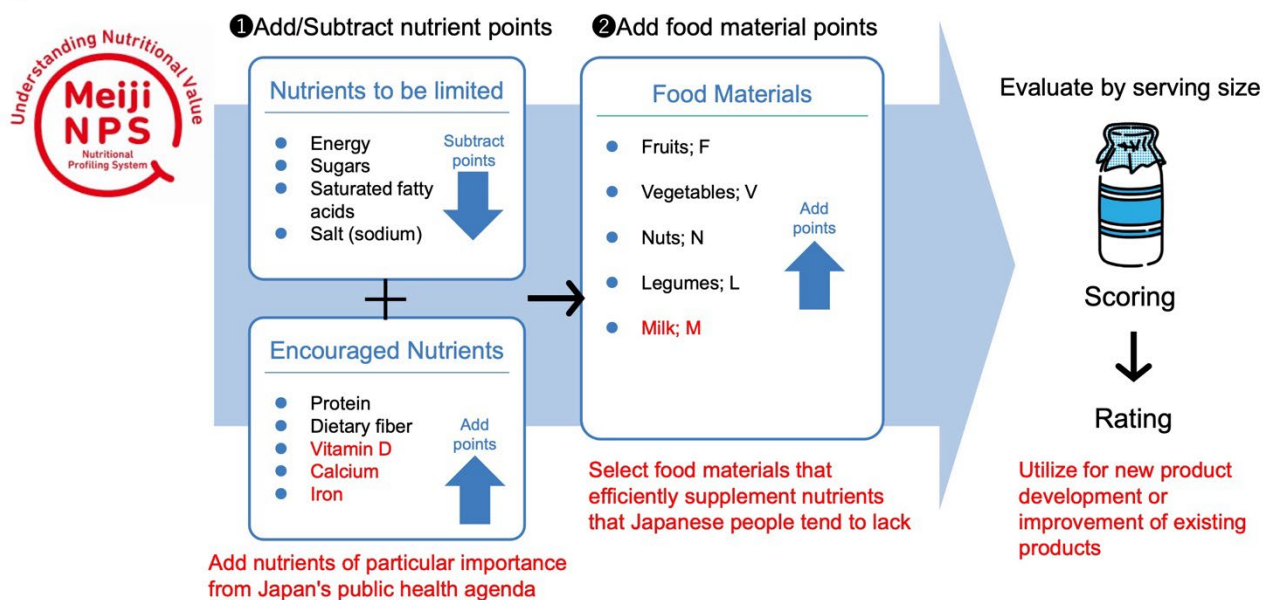 Understanding Nutritional Value
Meiji
NPS
Nutritional
Profiling System
❶Add/Subtract nutrient points
Nutrients to be limited
Energy
Sugars
Saturated fatty
acids
Salt (sodium)
Subtract
points
Encouraged Nutrients
Protein
Dietary fiber
Vitamin D
Calcium
Iron
Add
points
Add nutrients of particular importance
from Japan's public health agenda
❷Add food material points
Food Materials
Fruits; F
Vegetables; V
Nuts; N
Legumes; L
Milk; M
Add
points
Select food materials that
efficiently supplement nutrients
that Japanese people tend to lack
Evaluate by serving size
Scoring
Rating
Utilize for new product
development or
improvement of existing
products